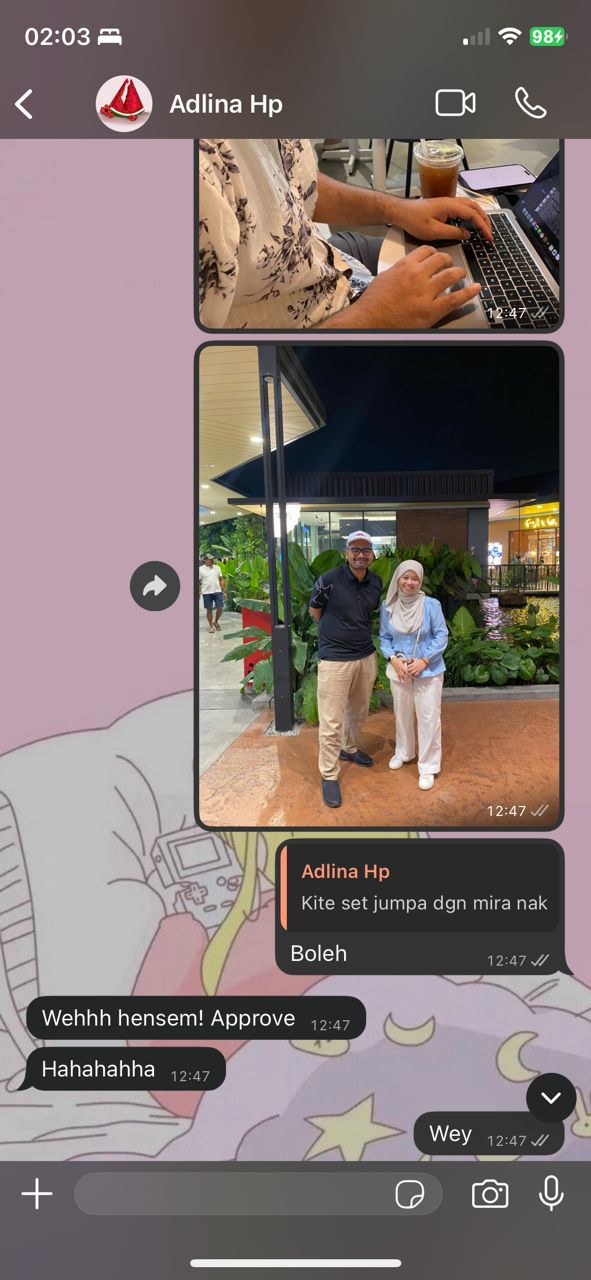 02:03
98
Adlina Hp
12:47
12:47
Adlina Hp
Kite set jumpa dgn mira nak
Boleh 12:47
Wehhh hensem! Approve 12:47
Hahahahha 12:47
Wey 12:47